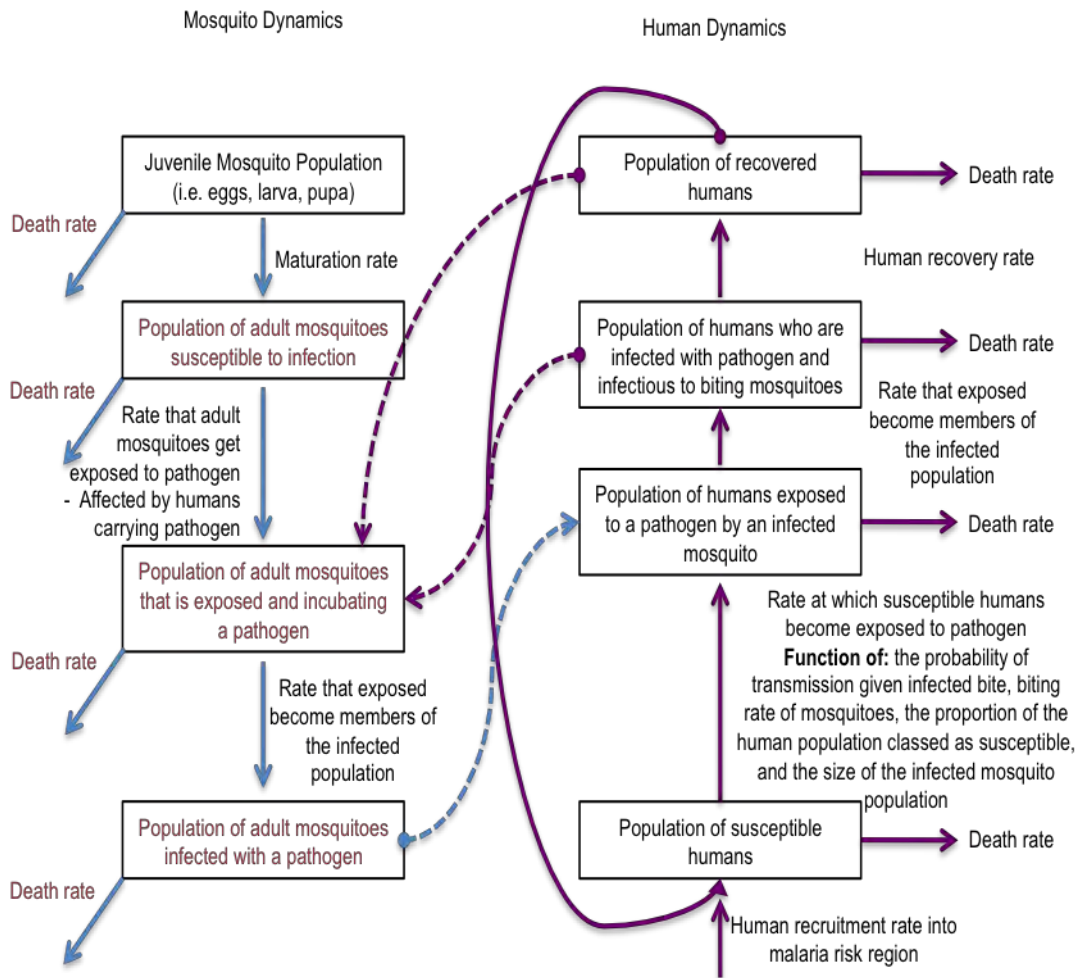 Mosquito Dynamics
Human Dynamics
Juvenile Mosquito Population
(i.e. eggs, larva, pupa)
Death rate
Maturation rate
Population of adult mosquitoes
susceptible to infection
Death rate
Rate that adult
mosquitoes get
exposed to pathogen
- Affected by humans
carrying pathogen
Population of adult mosquitoes
that is exposed and incubating
a pathogen
Death rate
Rate that exposed
become members of
the infected
population
Population of adult mosquitoes
infected with a pathogen
Death rate
Population of recovered
humans
Death rate
Human recovery rate
Population of humans who are
infected with pathogen and
infectious to biting mosquitoes
Death rate
Rate that exposed
become members of
the infected
population
Population of humans exposed
to a pathogen by an infected
mosquito
Death rate
Rate at which susceptible humans
become exposed to pathogen
Function of: the probability of
transmission given infected bite, biting
rate of mosquitoes, the proportion of the
human population classed as susceptible,
and the size of the infected mosquito
population
Population of susceptible
humans
Death rate
Human recruitment rate into
malaria risk region